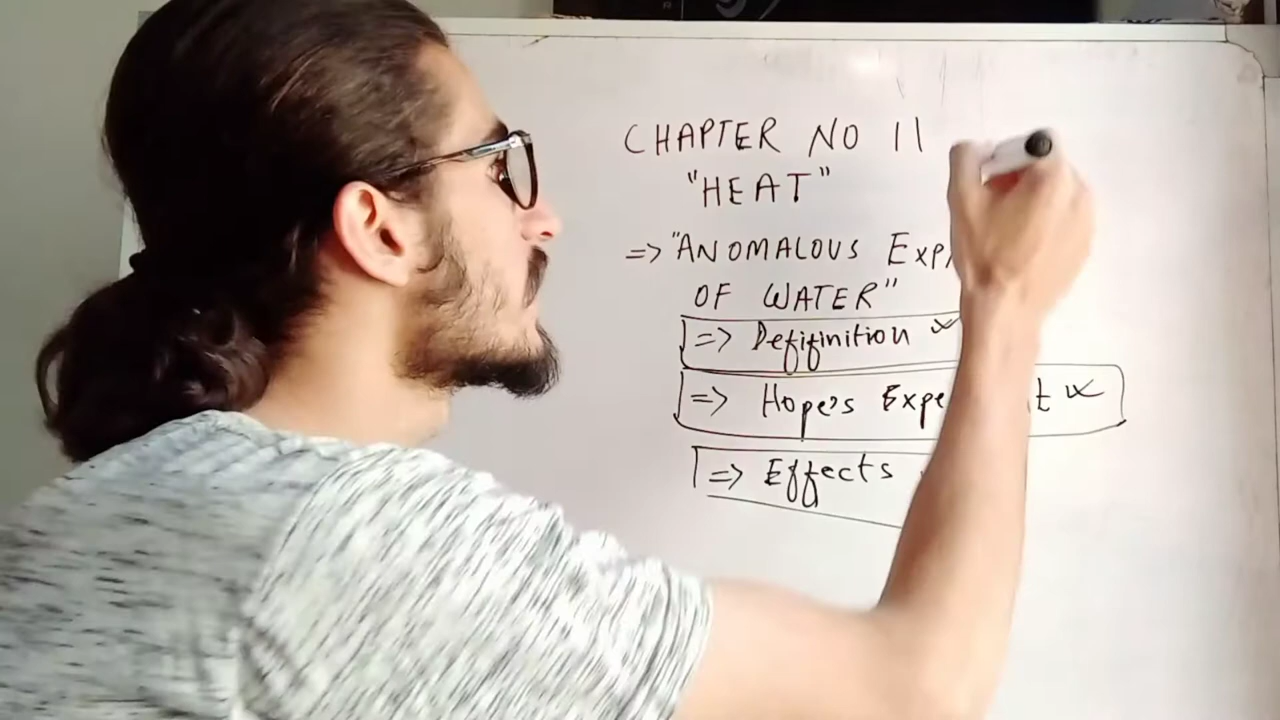 CHAPTER NO 11
"HEAT"
=> "ANOMALOUS EXP
OF WATER"
=> Defifinition
=> Hope's Expe t
=> Effects